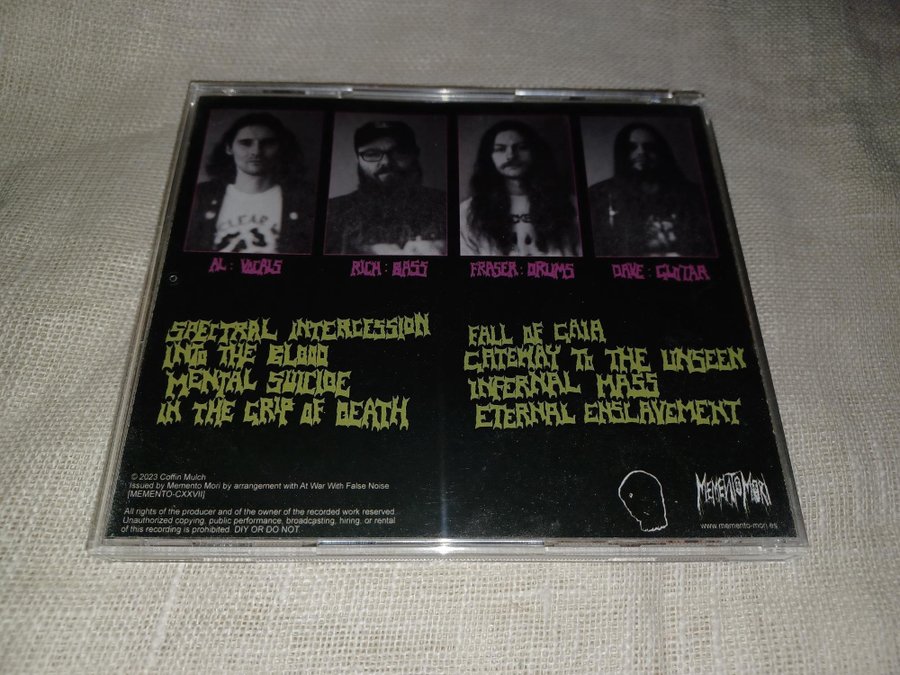 AL : VOCALS
RICH : BASS
FRASER : DRUMS
DAVE : GUITAR
SPECTRAL INTERCESSION
INTO THE BLOOD
MENTAL SUICIDE
IN THE GRIP OF DEATH
FALL OF GAIA
GATEWAY TO THE UNSEEN
INFERNAL MASS
ETERNAL ENSLAVEMENT
© 2023 Coffin Mulch
Issued by Memento Mori by arrangement with At War With False Noise
[MEMENTO-CXXVII]
All rights of the producer and of the owner of the recorded work reserved.
Unauthorized copying, public performance, broadcasting, hiring, or rental
of this recording is prohibited. DIY OR DO NOT.
MEMENTO MORI
www.memento-mori.es